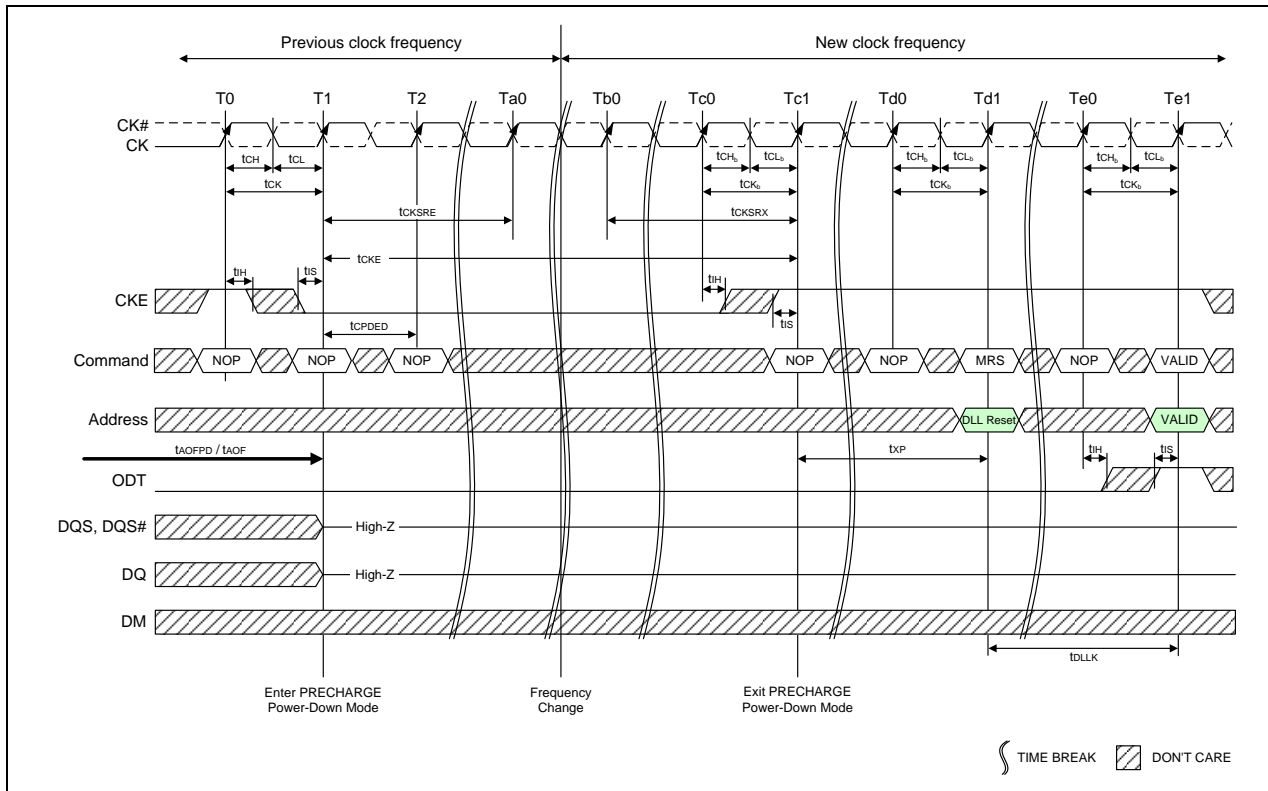 Previous clock frequency New clock frequency
T0 T1 T2 Ta0 Tb0 Tc0 Tc1 Td0 Td1 Te0 Te1
CK#
CK
tCH tCL tCHb tCLb tCHb tCLb tCHb tCLb
tCK tCKb tCKb tCKb
tCKSRE tCKSRX
tCKE
tIH tIS tIH
CKE
tIS
tCPDED
Command NOP NOP NOP NOP NOP MRS NOP VALID
Address DLL Reset VALID
tAOFPD / tAOF tXP tIH tIS
ODT
DQS, DQS# High-Z
DQ High-Z
DM
tDLLK
Enter PRECHARGE
Power-Down Mode
Frequency
Change
Exit PRECHARGE
Power-Down Mode
TIME BREAK DON'T CARE